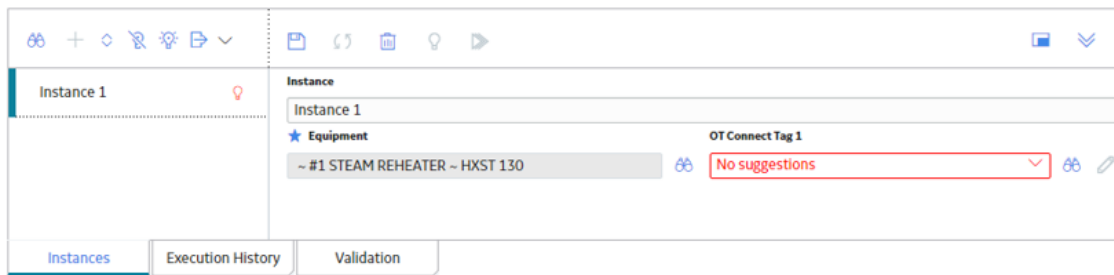 Instance 1
Instance
Instance 1
Equipment
OT Connect Tag 1
~ #1 STEAM REHEATER ~ HXST 130
No suggestions
Instances
Execution History
Validation